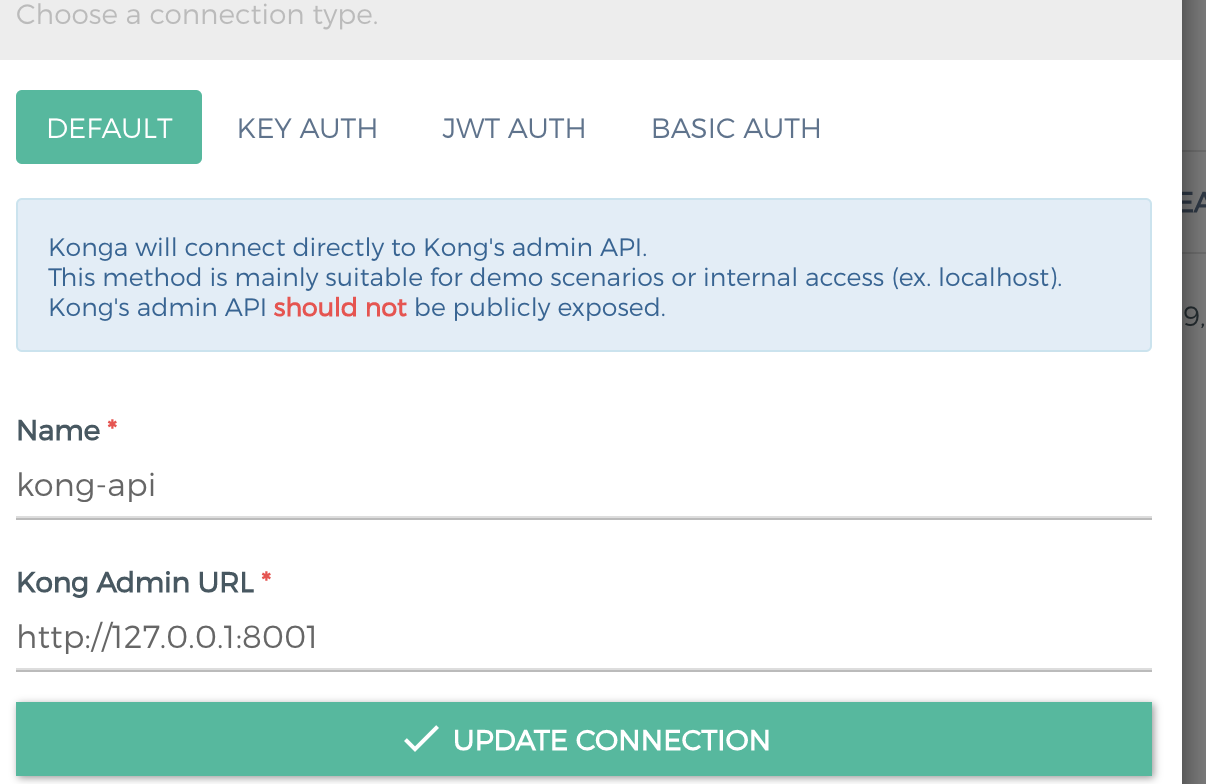 Choose a connection type.
DEFAULT KEY AUTH JWT AUTH BASIC AUTH
Konga will connect directly to Kong's admin API.
This method is mainly suitable for demo scenarios or internal access (ex. localhost).
Kong's admin API should not be publicly exposed.
Name *
kong-api
Kong Admin URL *
http://127.0.0.1:8001
UPDATE CONNECTION